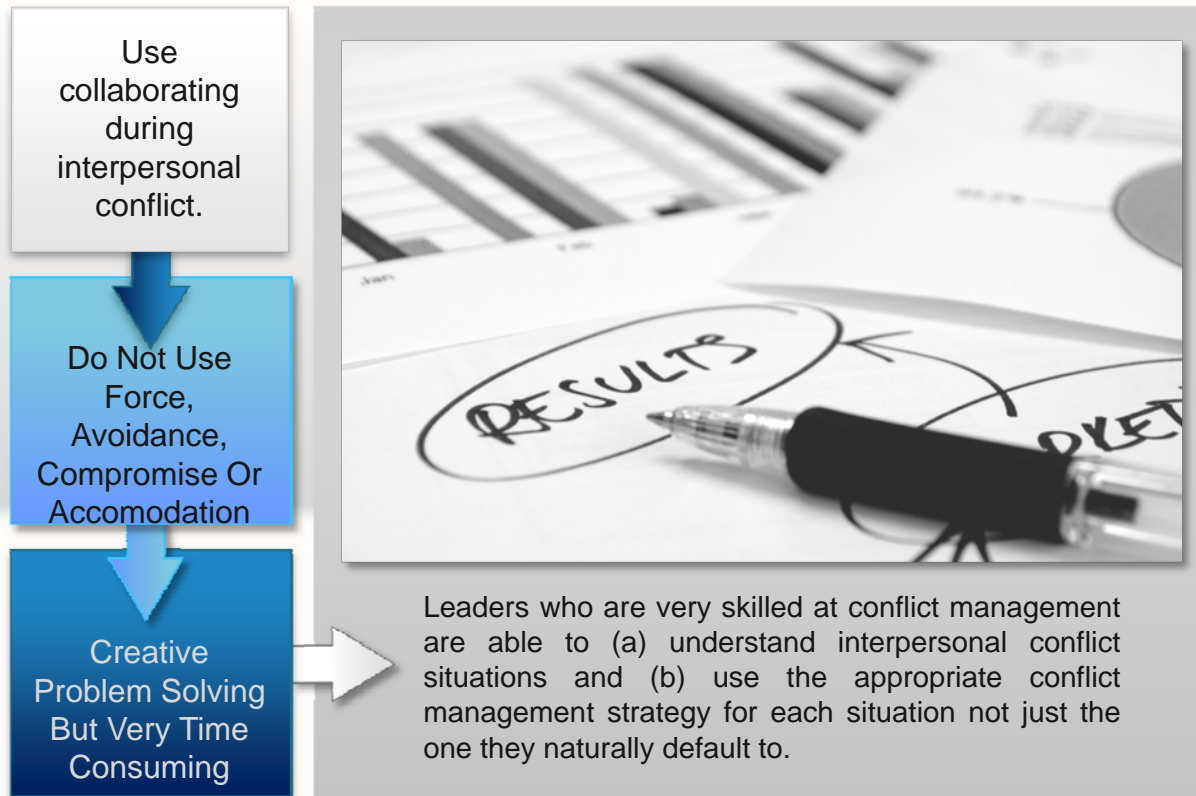 Use
collaborating
during
interpersonal
conflict.
Do Not Use
Force,
Avoidance,
Compromise Or
Accomodation
Creative
Problem Solving
But Very Time
Consuming
Jan
Feb
RESULTS
Leaders who are very skilled at conflict management
are able to (a) understand interpersonal conflict
situations and (b) use the appropriate conflict
management strategy for each situation not just the
one they naturally default to.